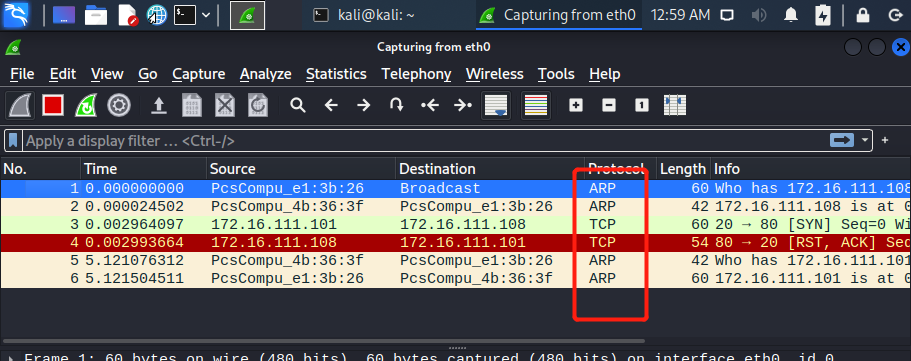 kali@kali: ~ Capturing from eth0 12:59 AM
Capturing from eth0
File Edit View Go Capture Analyze Statistics Telephony Wireless Tools Help
Apply a display filter … <Ctrl-/>
No. Time Source Destination Protocol Length Info
1 0.000000000 PcsCompu_e1:3b:26 Broadcast ARP 60 Who has 172.16.111.108
2 0.000024502 PcsCompu_4b:36:3f PcsCompu_e1:3b:26 ARP 42 172.16.111.108 is at 0
3 0.002964097 172.16.111.101 172.16.111.108 TCP 60 20 → 80 [SYN] Seq=0 Wi
4 0.002993664 172.16.111.108 172.16.111.101 TCP 54 80 → 20 [RST, ACK] Seq
5 5.121076312 PcsCompu_4b:36:3f PcsCompu_e1:3b:26 ARP 42 Who has 172.16.111.101
6 5.121504511 PcsCompu_e1:3b:26 PcsCompu_4b:36:3f ARP 60 172.16.111.101 is at 0
Frame 1: 60 bytes on wire (480 bits), 60 bytes captured (480 bits) on interface eth0, id 0